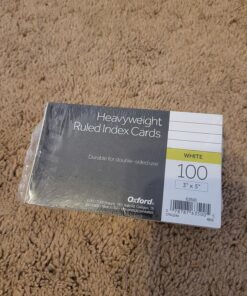 Heavyweight
Ruled Index Cards
Durable for double-sided use
WHITE
100
3" x 5"
Oxford